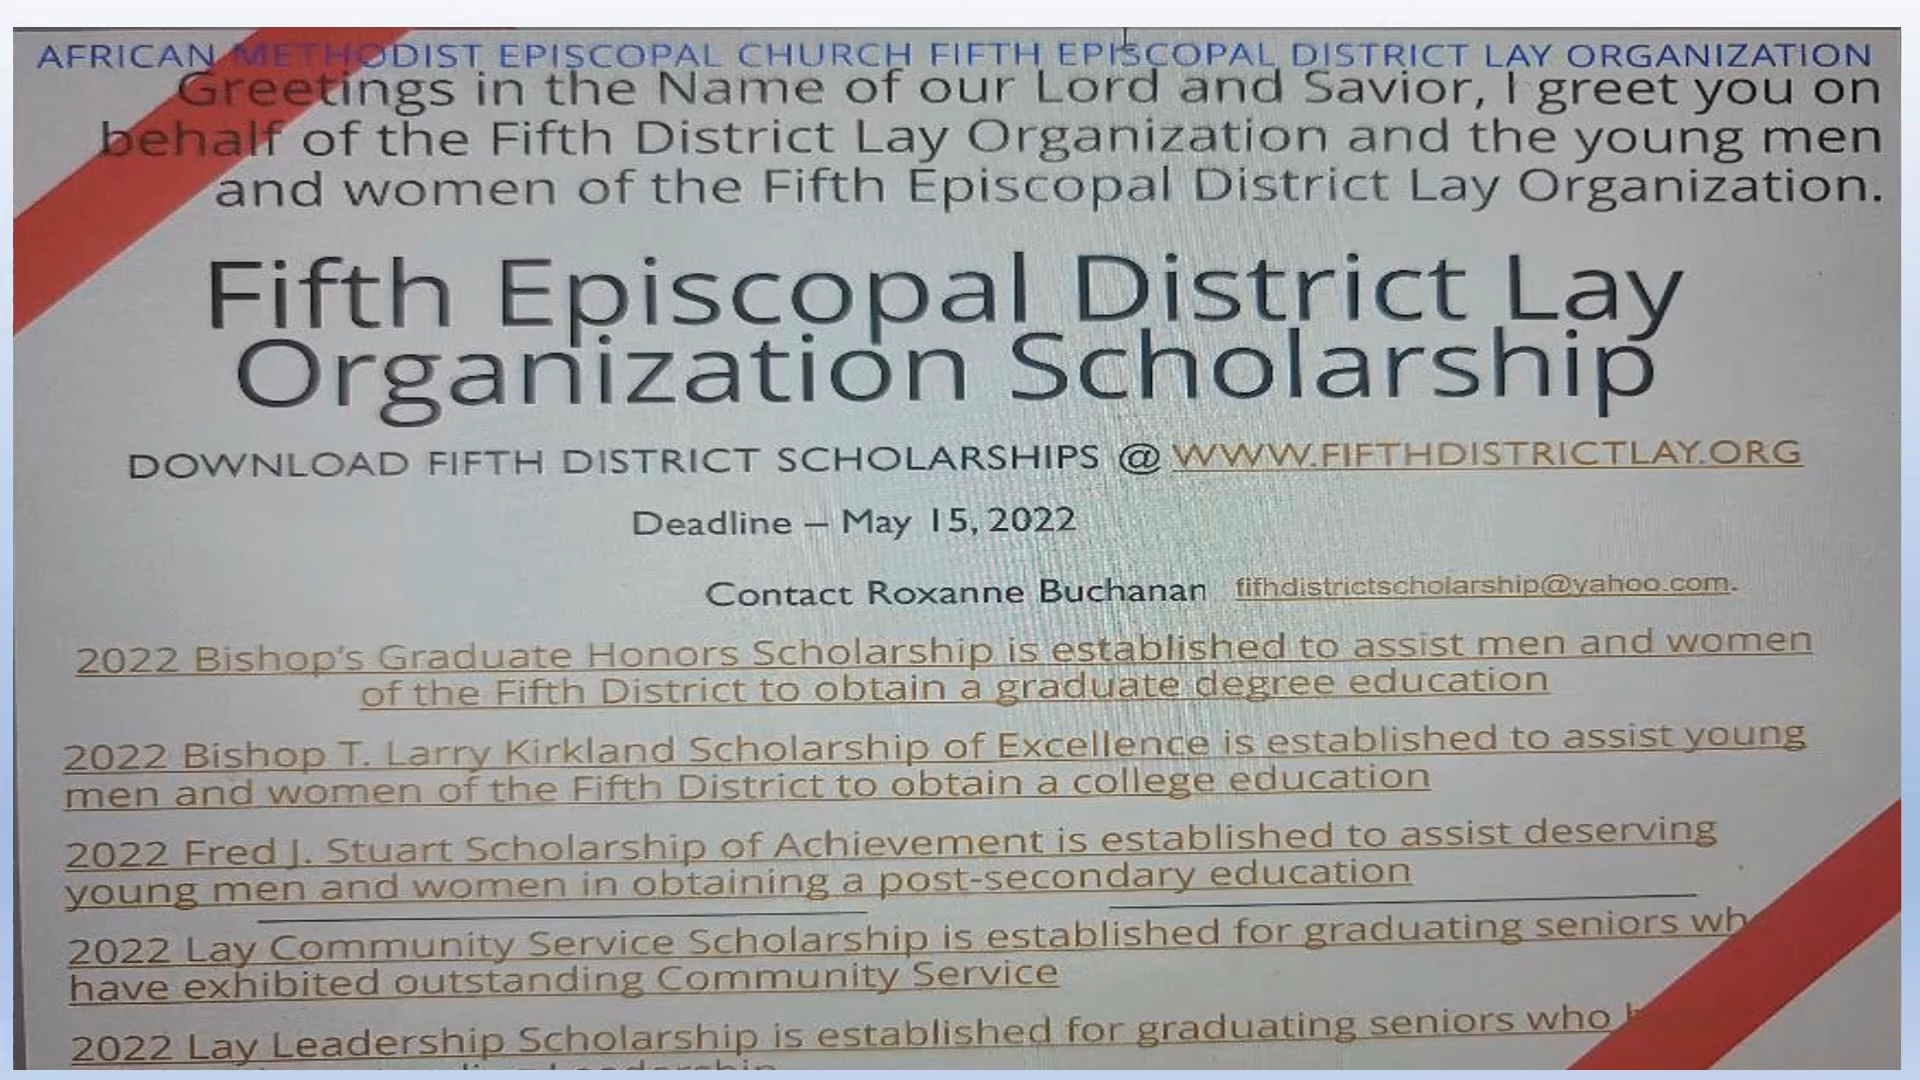 AFRICAN METHODIST EPISCOPAL CHURCH FIFTH EPISCOPAL DISTRICT LAY ORGANIZATION
Greetings in the Name of our Lord and Savior, I greet you on
behalf of the Fifth District Lay Organization and the young men
and women of the Fifth Episcopal District Lay Organization.
Fifth Episcopal District Lay
Organization Scholarship
DOWNLOAD FIFTH DISTRICT SCHOLARSHIPS @ WWW.FIFTHDISTRICTLAY.ORG
Deadline – May 15, 2022
Contact Roxanne Buchanan fifhdistrictscholarship@yahoo.com.
2022 Bishop's Graduate Honors Scholarship is established to assist men and women
of the Fifth District to obtain a graduate degree education
2022 Bishop T. Larry Kirkland Scholarship of Excellence is established to assist young
men and women of the Fifth District to obtain a college education
2022 Fred J. Stuart Scholarship of Achievement is established to assist deserving
young men and women in obtaining a post-secondary education
2022 Lay Community Service Scholarship is established for graduating seniors wh
have exhibited outstanding Community Service
2022 Lay Leadership Scholarship is established for graduating seniors who